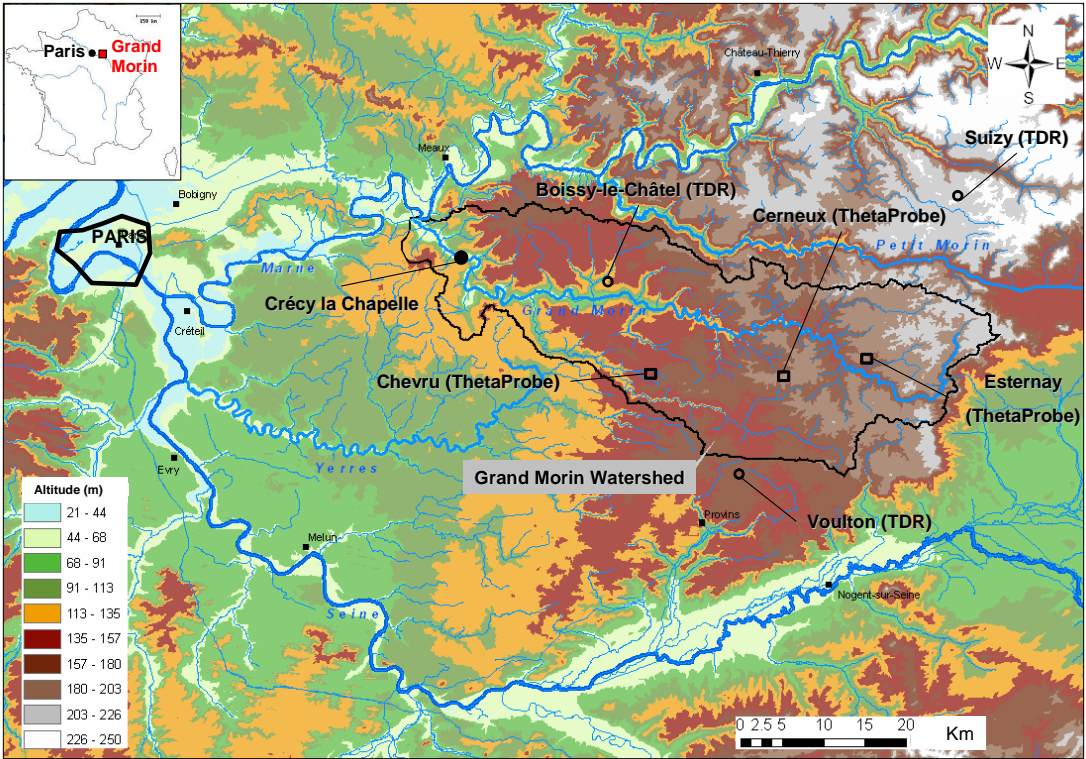 150 km
Paris
Grand
Morin
N
W E
S
Château-Thierry
Suizy (TDR)
Meaux
Boissy-le-Châtel (TDR)
Bobigny
Cerneux (ThetaProbe)
PARIS
Petit Morin
Marne
Crécy la Chapelle
Grand Morin
Créteil
Chevru (ThetaProbe)
Esternay
(ThetaProbe)
Yerres
Evry
Grand Morin Watershed
Provins
Voulton (TDR)
Altitude (m)
21 - 44
44 - 68
68 - 91
91 - 113
113 - 135
135 - 157
157 - 180
180 - 203
203 - 226
226 - 250
Melun
Nogent-sur-Seine
Seine
0 2.5 5 10 15 20
Km